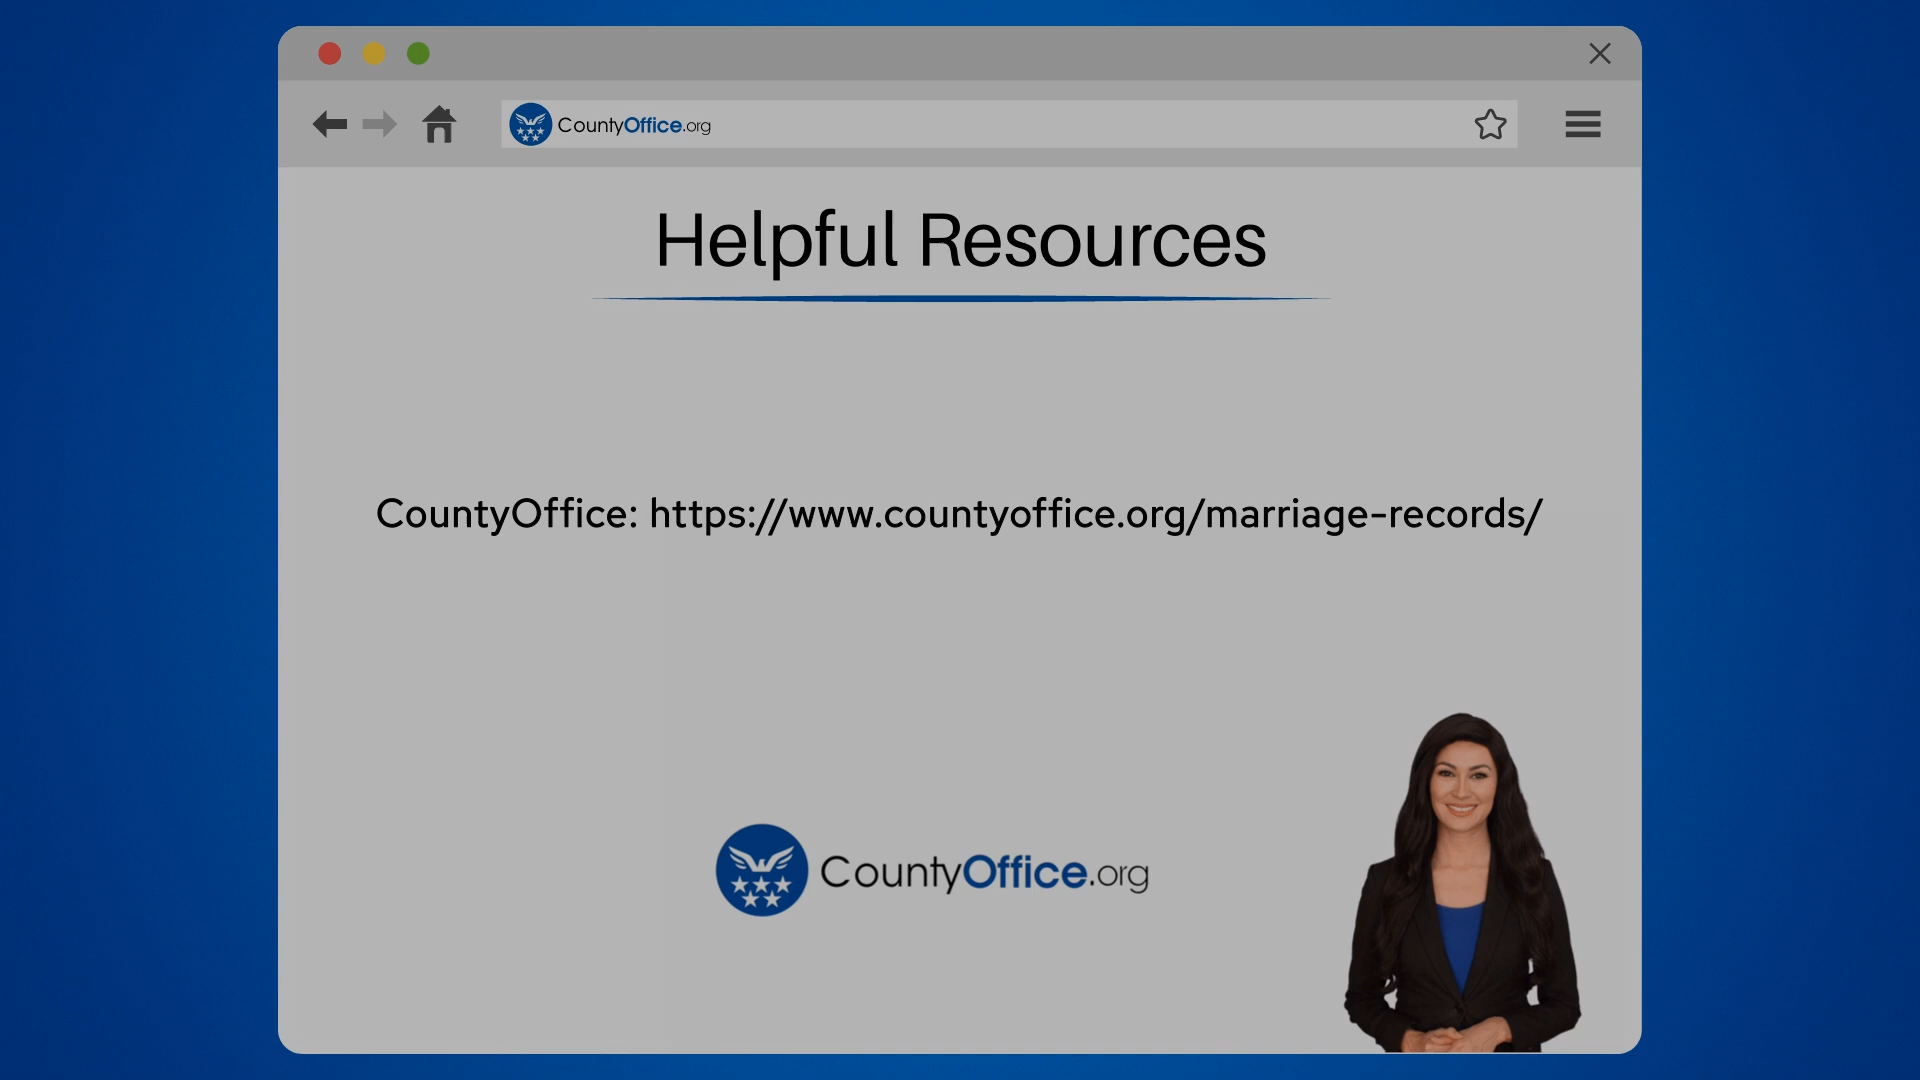 CountyOffice.org
Helpful Resources
CountyOffice: https://www.countyoffice.org/marriage-records/
CountyOffice.org